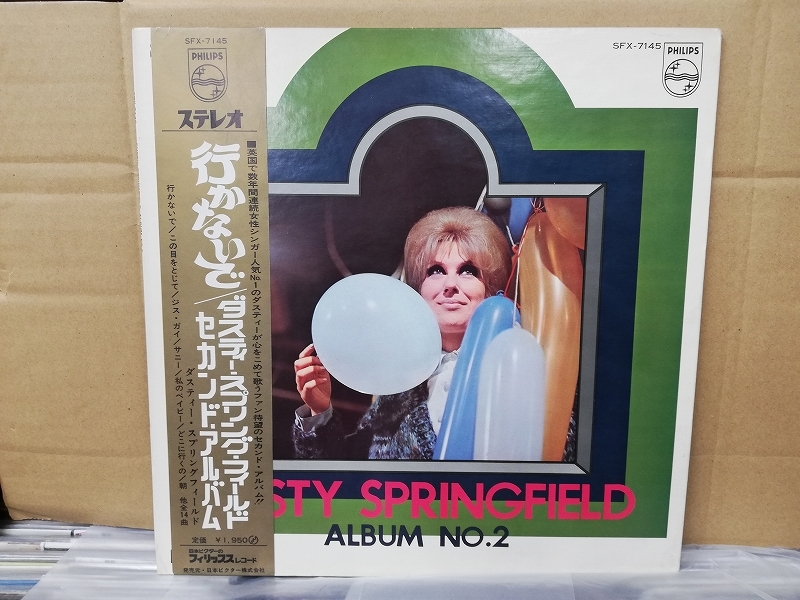 SFX-7145
PHILIPS
ステレオ
■英国で数年間連続女性シンガー人気No.1のダスティーが心をこめて歌うファン待望のセカンド・アルバム!!
行かないで/ダスティー・スプリングフィールド
セカンド・アルバム
ダスティー・スプリングフィールド
行かないで/この目をとじて/ジス・ガイ/サニー/私のベイビー/どこに行くの/朝 他全14曲
定価 ¥1,950
日本ビクターの
フィリップスレコード
発売元・日本ビクター株式会社
SFX-7145
PHILIPS
STY SPRINGFIELD
ALBUM NO.2